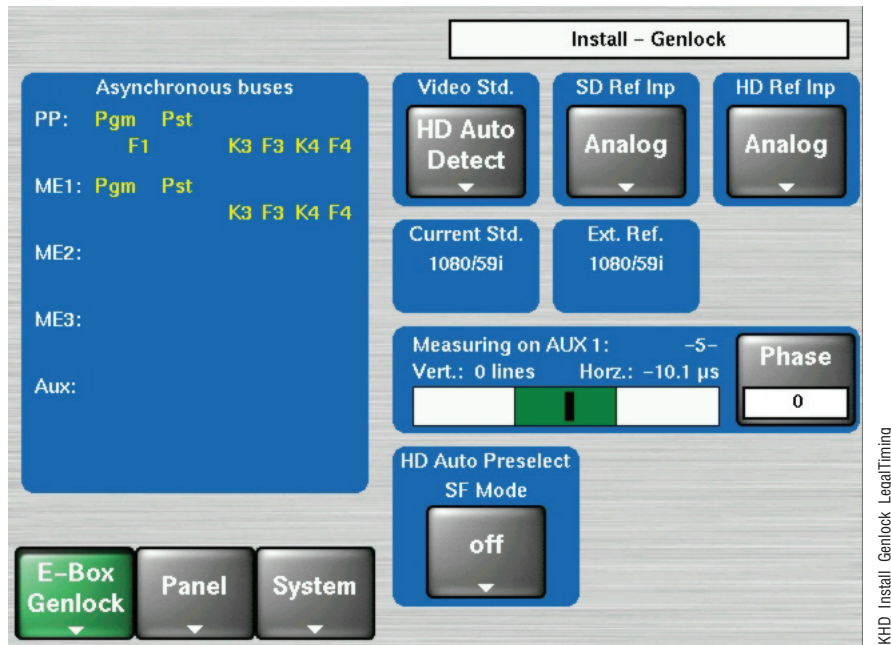 Install – Genlock
Asynchronous buses
PP: Pgm Pst
F1 K3 F3 K4 F4
ME1: Pgm Pst
K3 F3 K4 F4
ME2:
ME3:
Aux:
Video Std.
HD Auto
Detect
SD Ref Inp
Analog
HD Ref Inp
Analog
Current Std.
1080/59i
Ext. Ref.
1080/59i
Measuring on AUX 1: –5–
Vert.: 0 lines Horz.: –10.1 µs
Phase
0
HD Auto Preselect
SF Mode
off
E–Box
Genlock
Panel
System
KHD Install Genlock LegalTiming